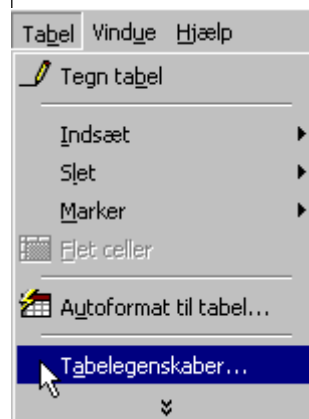 Tabel Vindue Hjælp
Tegn tabel
Indsæt
Slet
Marker
Flet celler
Autoformat til tabel...
Tabelegenskaber...